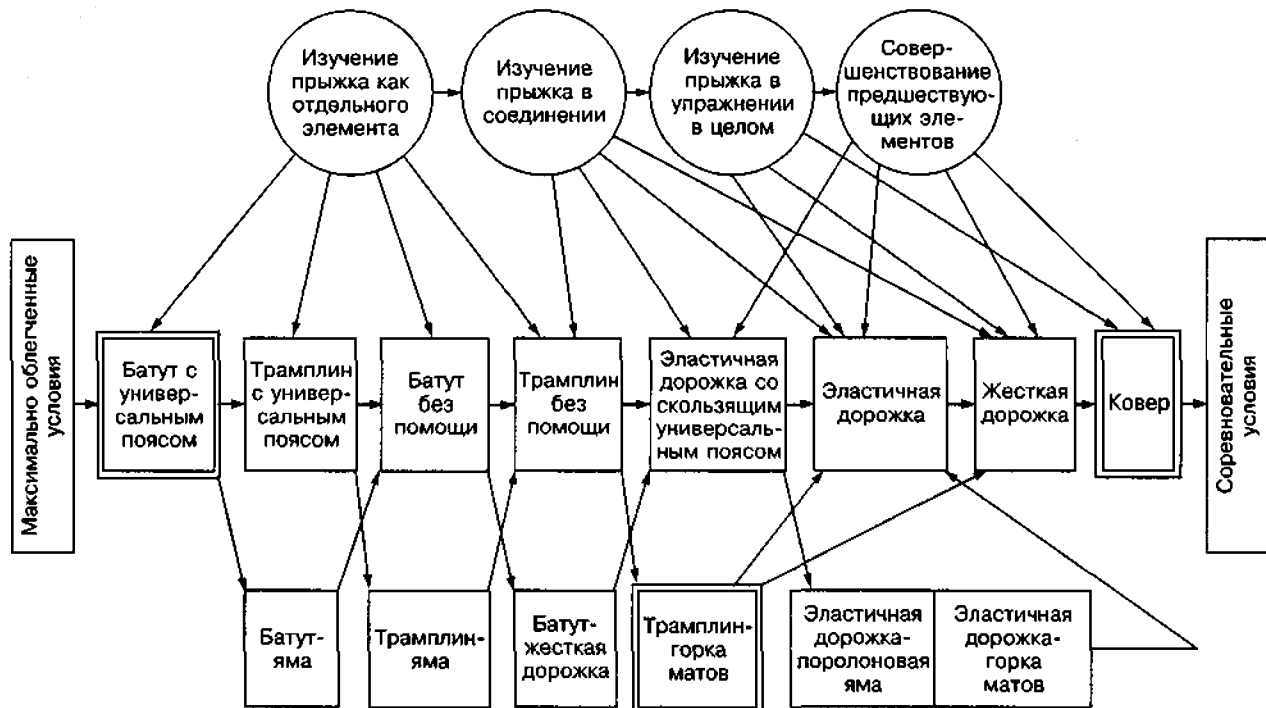 Изучение
прыжка как
отдельного
элемента
Изучение
прыжка в
соединении
Изучение
прыжка в
упражнении
в целом
Совер-
шенствование
предшествую-
щих эле-
ментов
Максимально облегченные
условия
Батут с
универ-
сальным
поясом
Трамплин
с универ-
сальным
поясом
Батут
без
помощи
Трамплин
без
помощи
Эластичная
дорожка со
скользящим
универсаль-
ным поясом
Эластичная
дорожка
Жесткая
дорожка
Ковер
Соревновательные
условия
Батут-
яма
Трамплин-
яма
Батут-
жесткая
дорожка
Трамплин-
горка
матов
Эластичная
дорожка-
поролоновая
яма
Эластичная
дорожка-
горка
матов